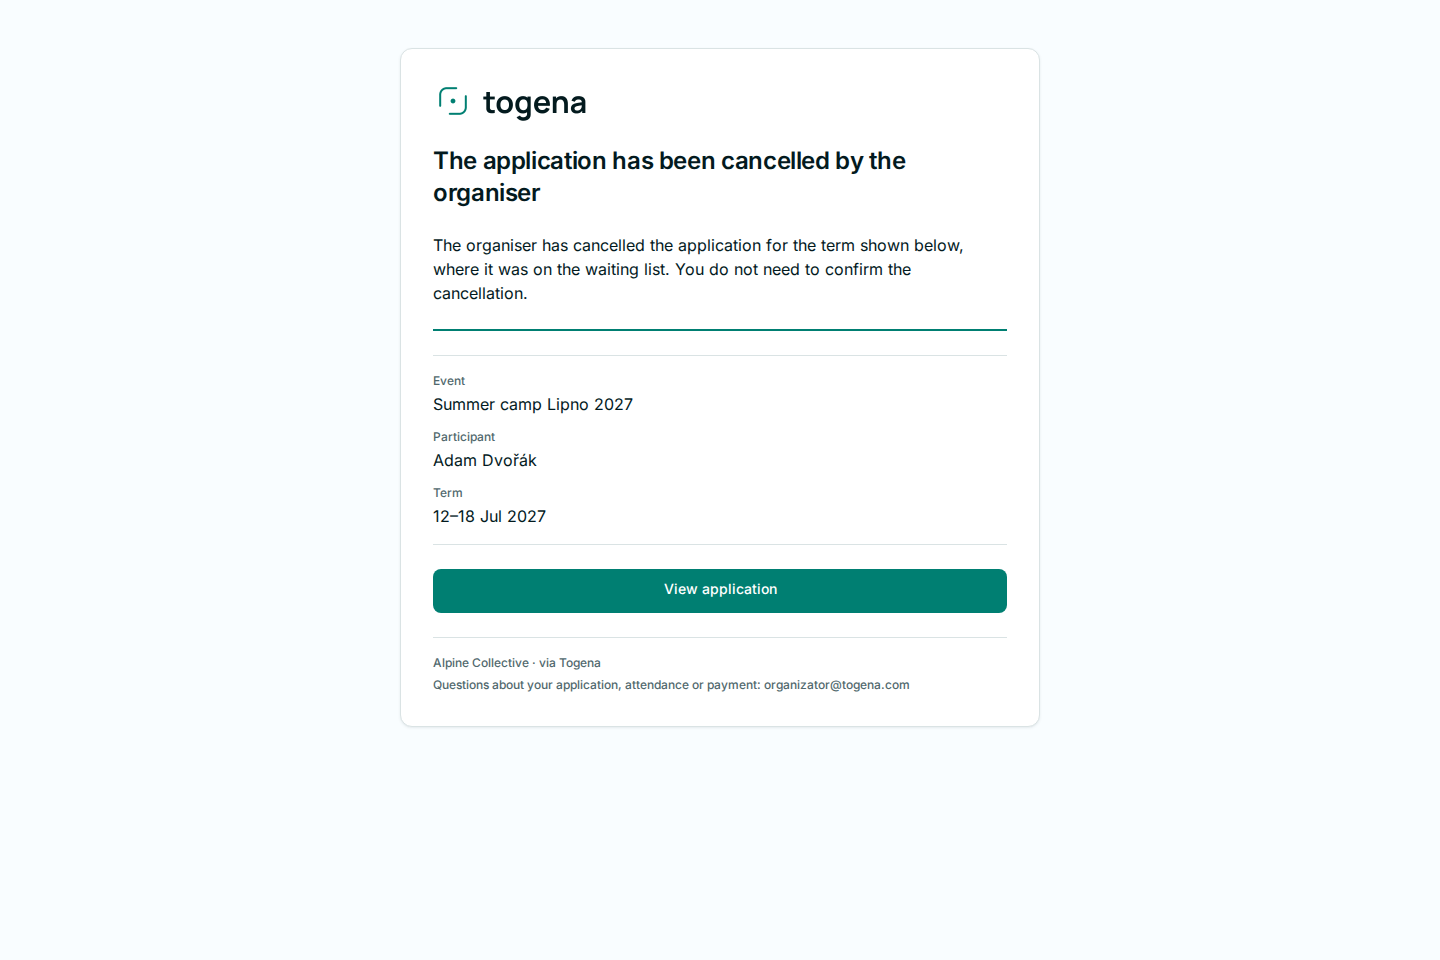 togena
The application has been cancelled by the
organiser
The organiser has cancelled the application for the term shown below,
where it was on the waiting list. You do not need to confirm the
cancellation.
Event
Summer camp Lipno 2027
Participant
Adam Dvořák
Term
12–18 Jul 2027
View application
Alpine Collective · via Togena
Questions about your application, attendance or payment: organizator@togena.com